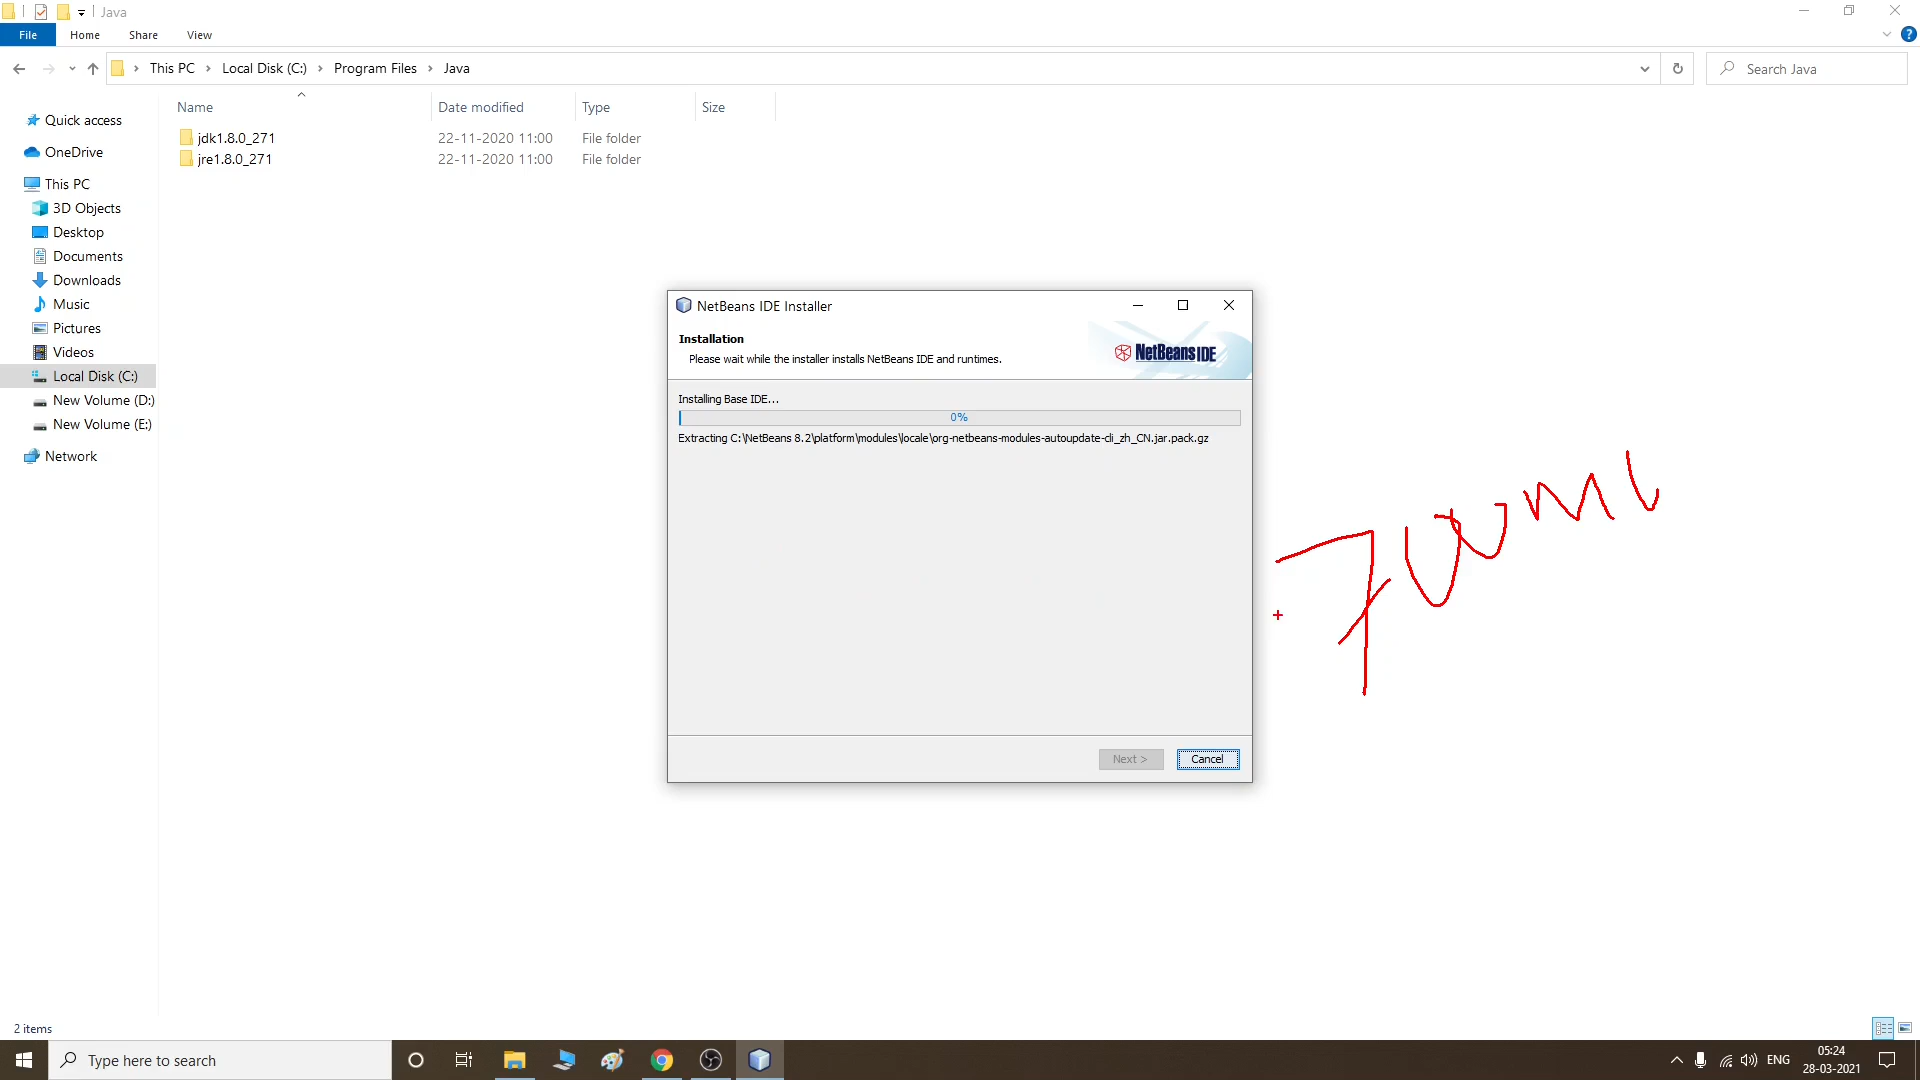 Java
File Home Share View
This PC Local Disk (C:) Program Files Java
Search Java
Name Date modified Type Size
jdk1.8.0_271 22-11-2020 11:00 File folder
jre1.8.0_271 22-11-2020 11:00 File folder
Quick access
OneDrive
This PC
3D Objects
Desktop
Documents
Downloads
Music
Pictures
Videos
Local Disk (C:)
New Volume (D:)
New Volume (E:)
Network
NetBeans IDE Installer
Installation
Please wait while the installer installs NetBeans IDE and runtimes.
NetBeans IDE
Installing Base IDE...
0%
Extracting C:\NetBeans 8.2\platform\modules\locale\org-netbeans-modules-autoupdate-cli_zh_CN.jar.pack.gz
Next >
Cancel
2 items
Type here to search
ENG
05:24
28-03-2021